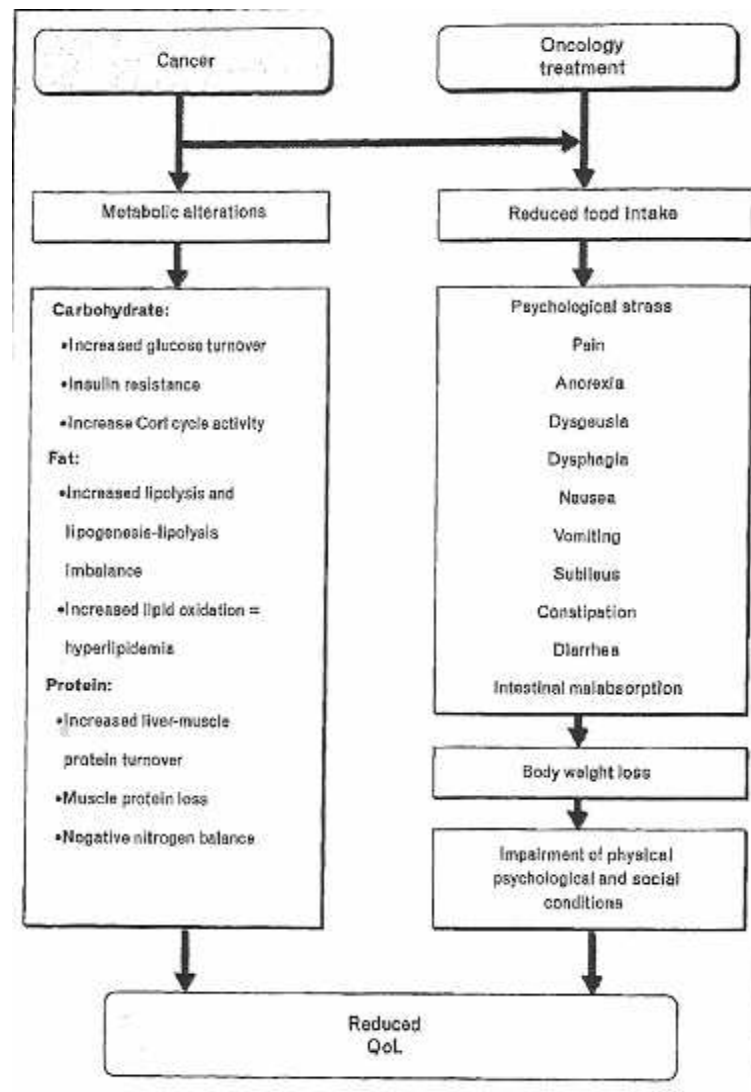 Cancer
Oncology
treatment
Metabolic alterations
Reduced food intake
Carbohydrate:
•Increased glucose turnover
•Insulin resistance
•Increase Cori cycle activity
Fat:
•Increased lipolysis and
lipogenesis-lipolysis
imbalance
•Increased lipid oxidation =
hyperlipidemia
Protein:
•Increased liver-muscle
protein turnover
•Muscle protein loss
•Negative nitrogen balance
Psychological stress
Pain
Anorexia
Dysgeusia
Dysphagia
Nausea
Vomiting
Subileus
Constipation
Diarrhea
Intestinal malabsorption
Body weight loss
Impairment of physical
psychological and social
conditions
Reduced
QoL